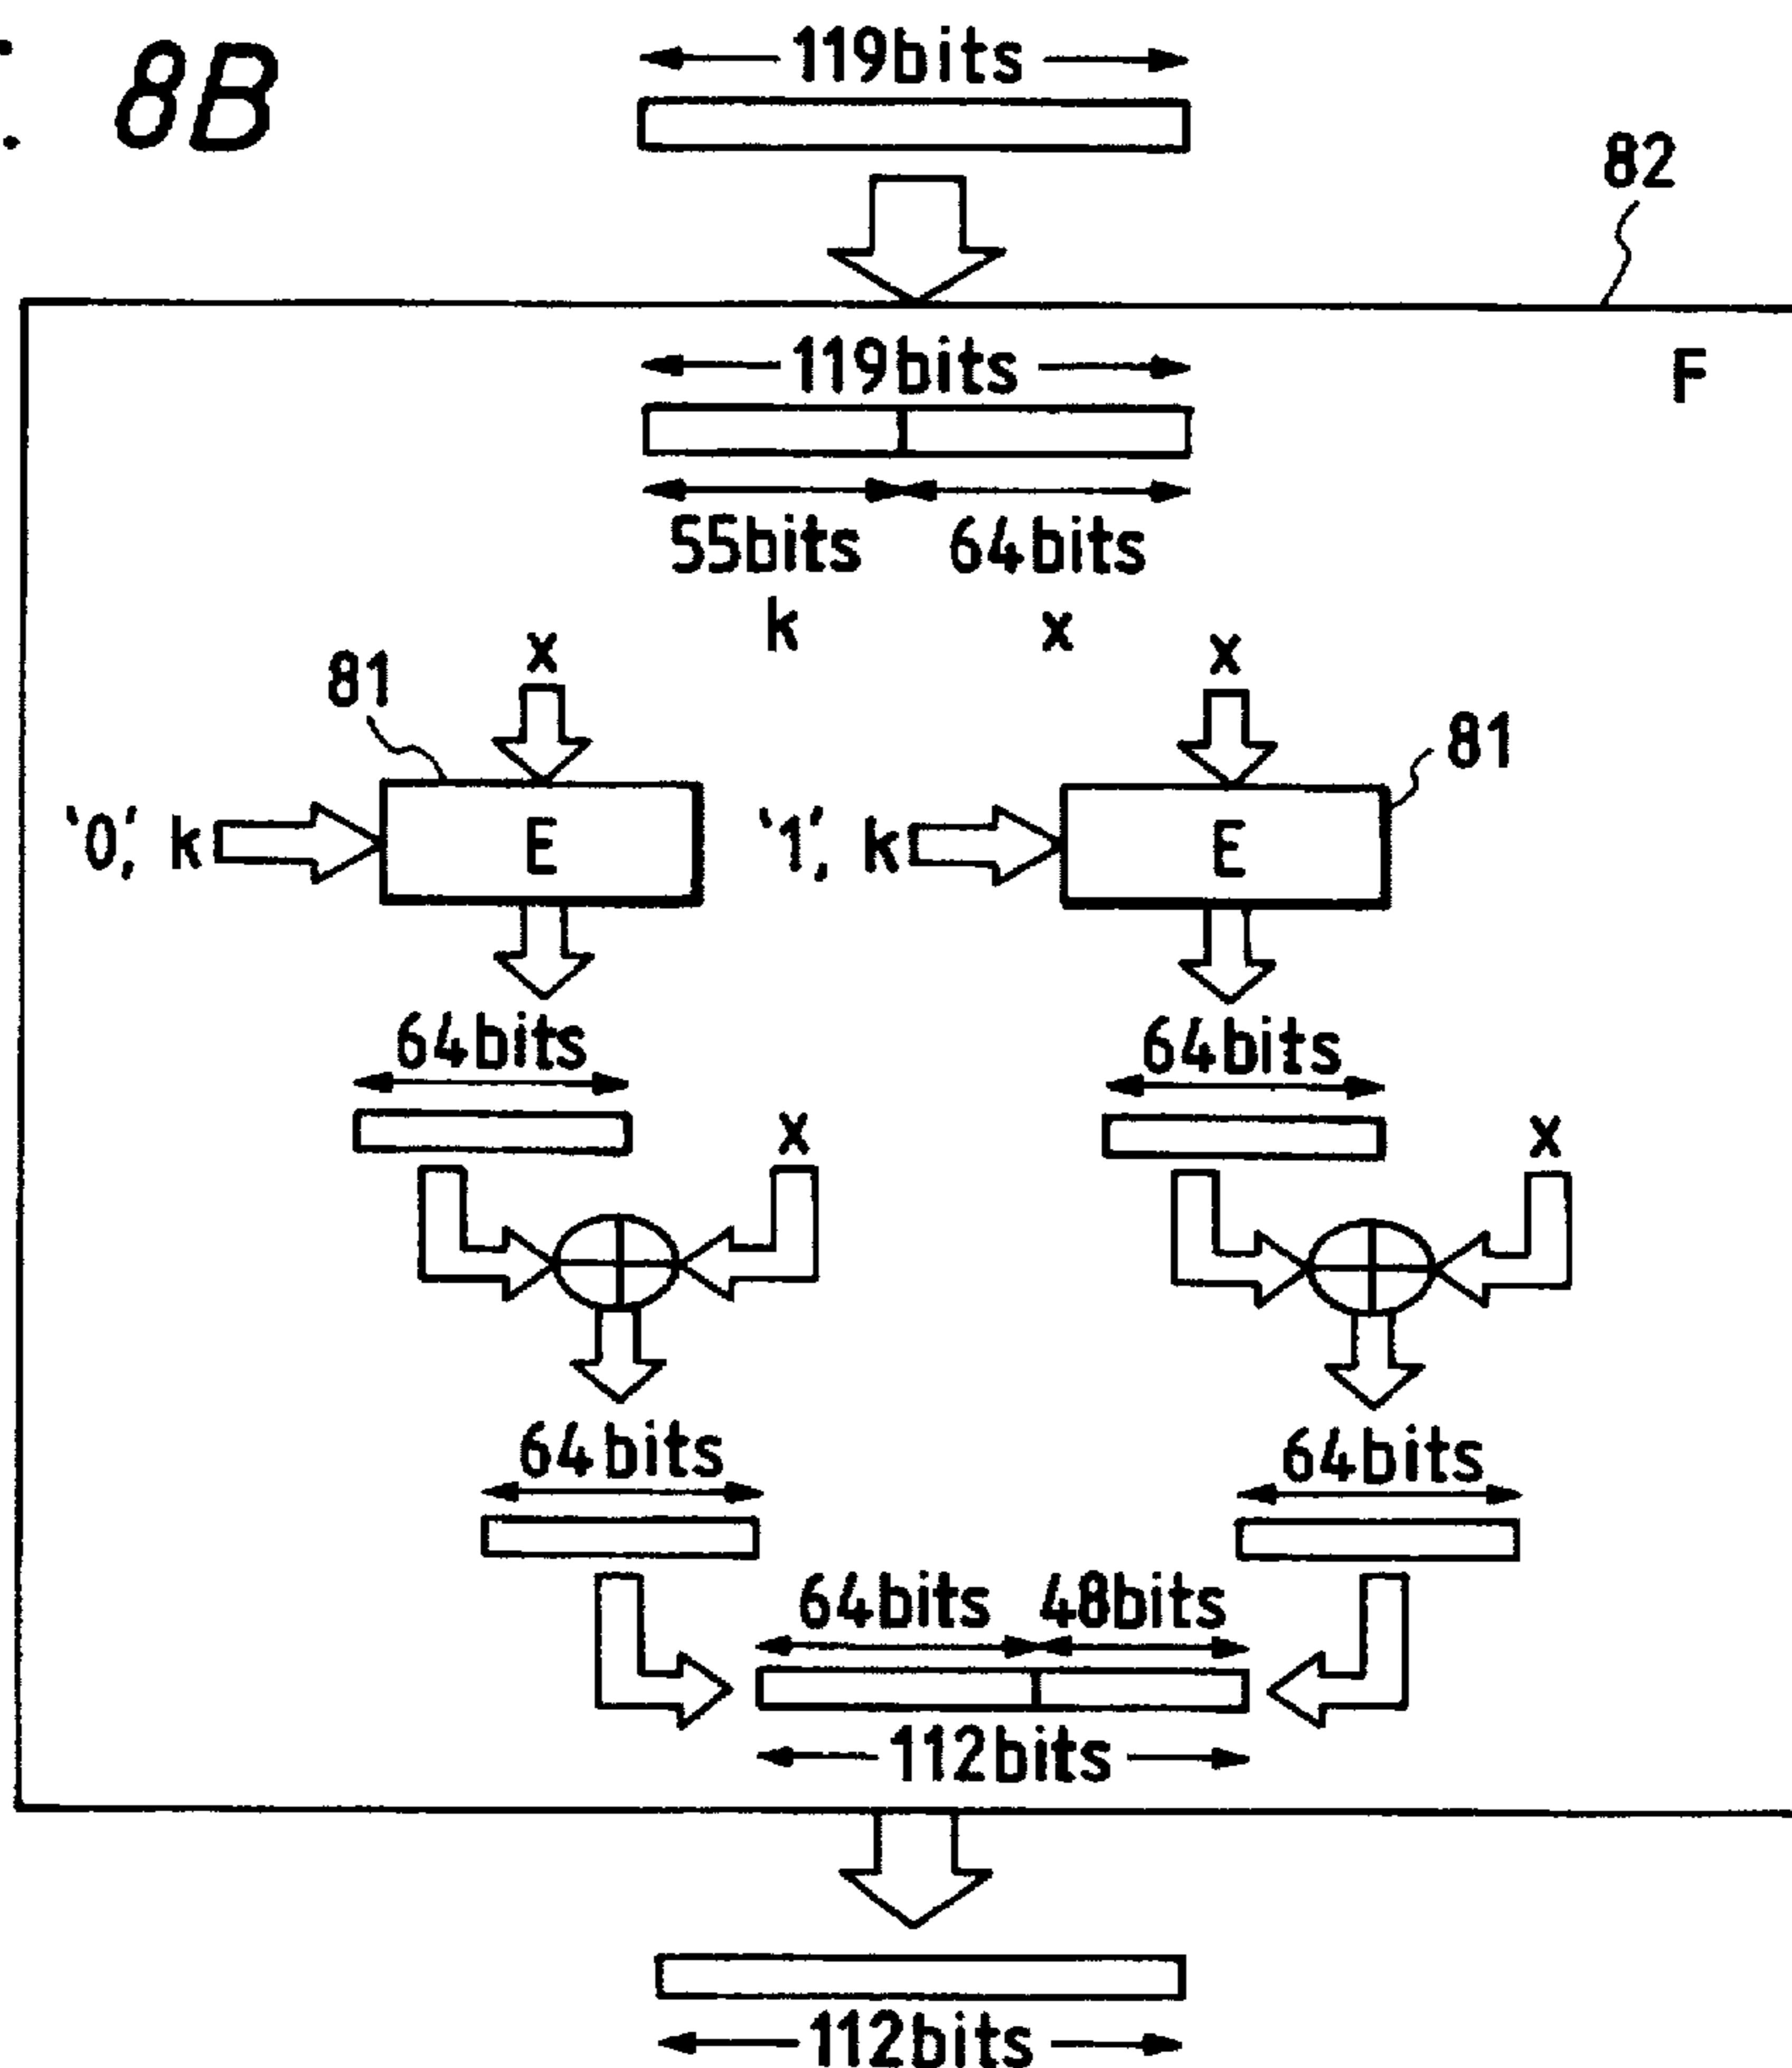 8B
119bits
82
119bits
F
55bits 64bits
k x
x x
81 81
'0', k E '1', k E
64bits 64bits
x x
64bits 64bits
64bits 48bits
112bits
112bits